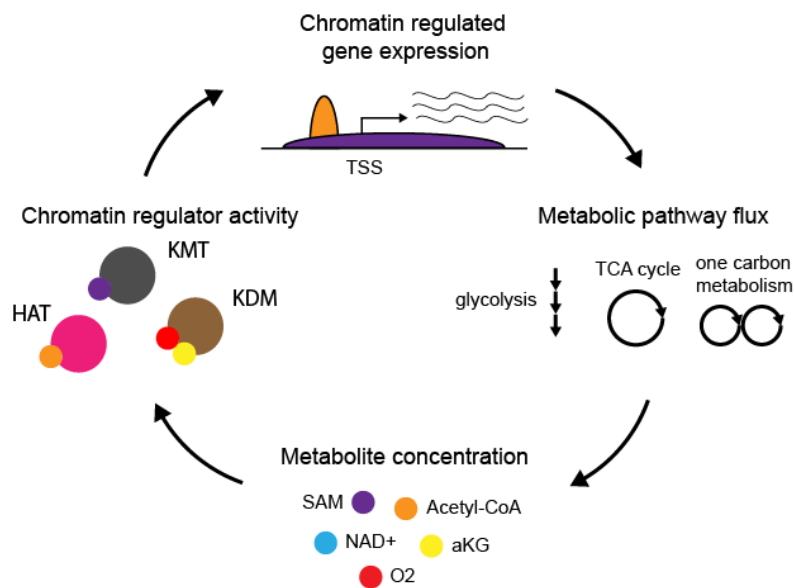 Chromatin regulated
gene expression
TSS
Chromatin regulator activity
KMT
HAT
KDM
Metabolic pathway flux
glycolysis
TCA cycle
one carbon
metabolism
Metabolite concentration
SAM
Acetyl-CoA
NAD+
aKG
O2